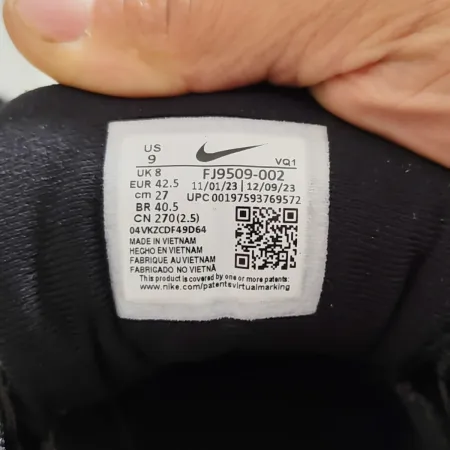 US
9
VQ1
UK 8
FJ9509-002
EUR 42.5
11/01/23 | 12/09/23
cm 27
UPC 00197593769572
BR 40.5
CN 270(2.5)
04VKZCDF49D64
MADE IN VIETNAM
HECHO EN VIETNAM
FABRIQUE AU VIETNAM
FABRICADO NO VIETNÃ
This product is covered by one or more patents:
www.nike.com/patentsvirtualmarking